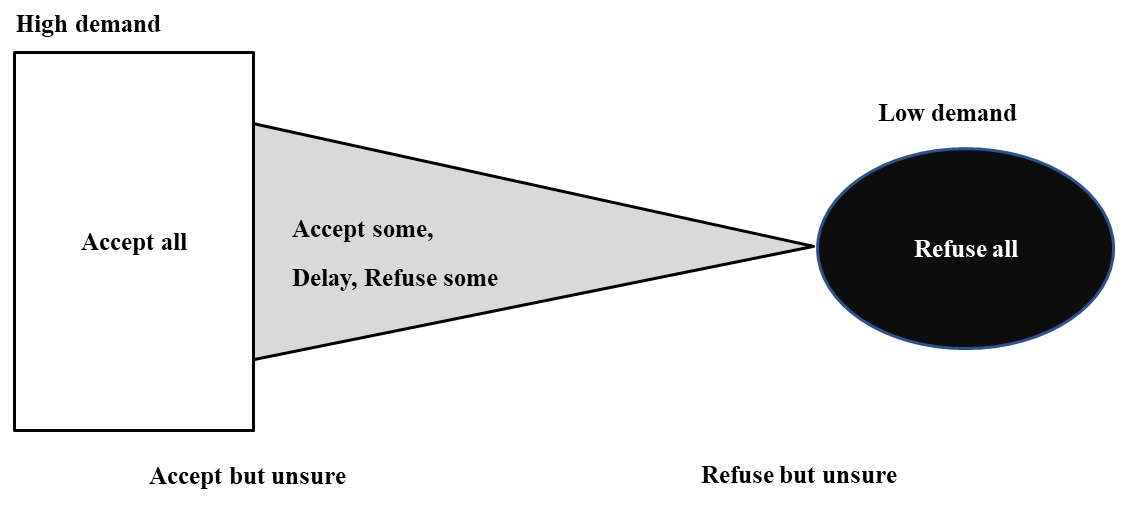 High demand
Low demand
Accept all
Accept some,
Delay, Refuse some
Refuse all
Accept but unsure
Refuse but unsure